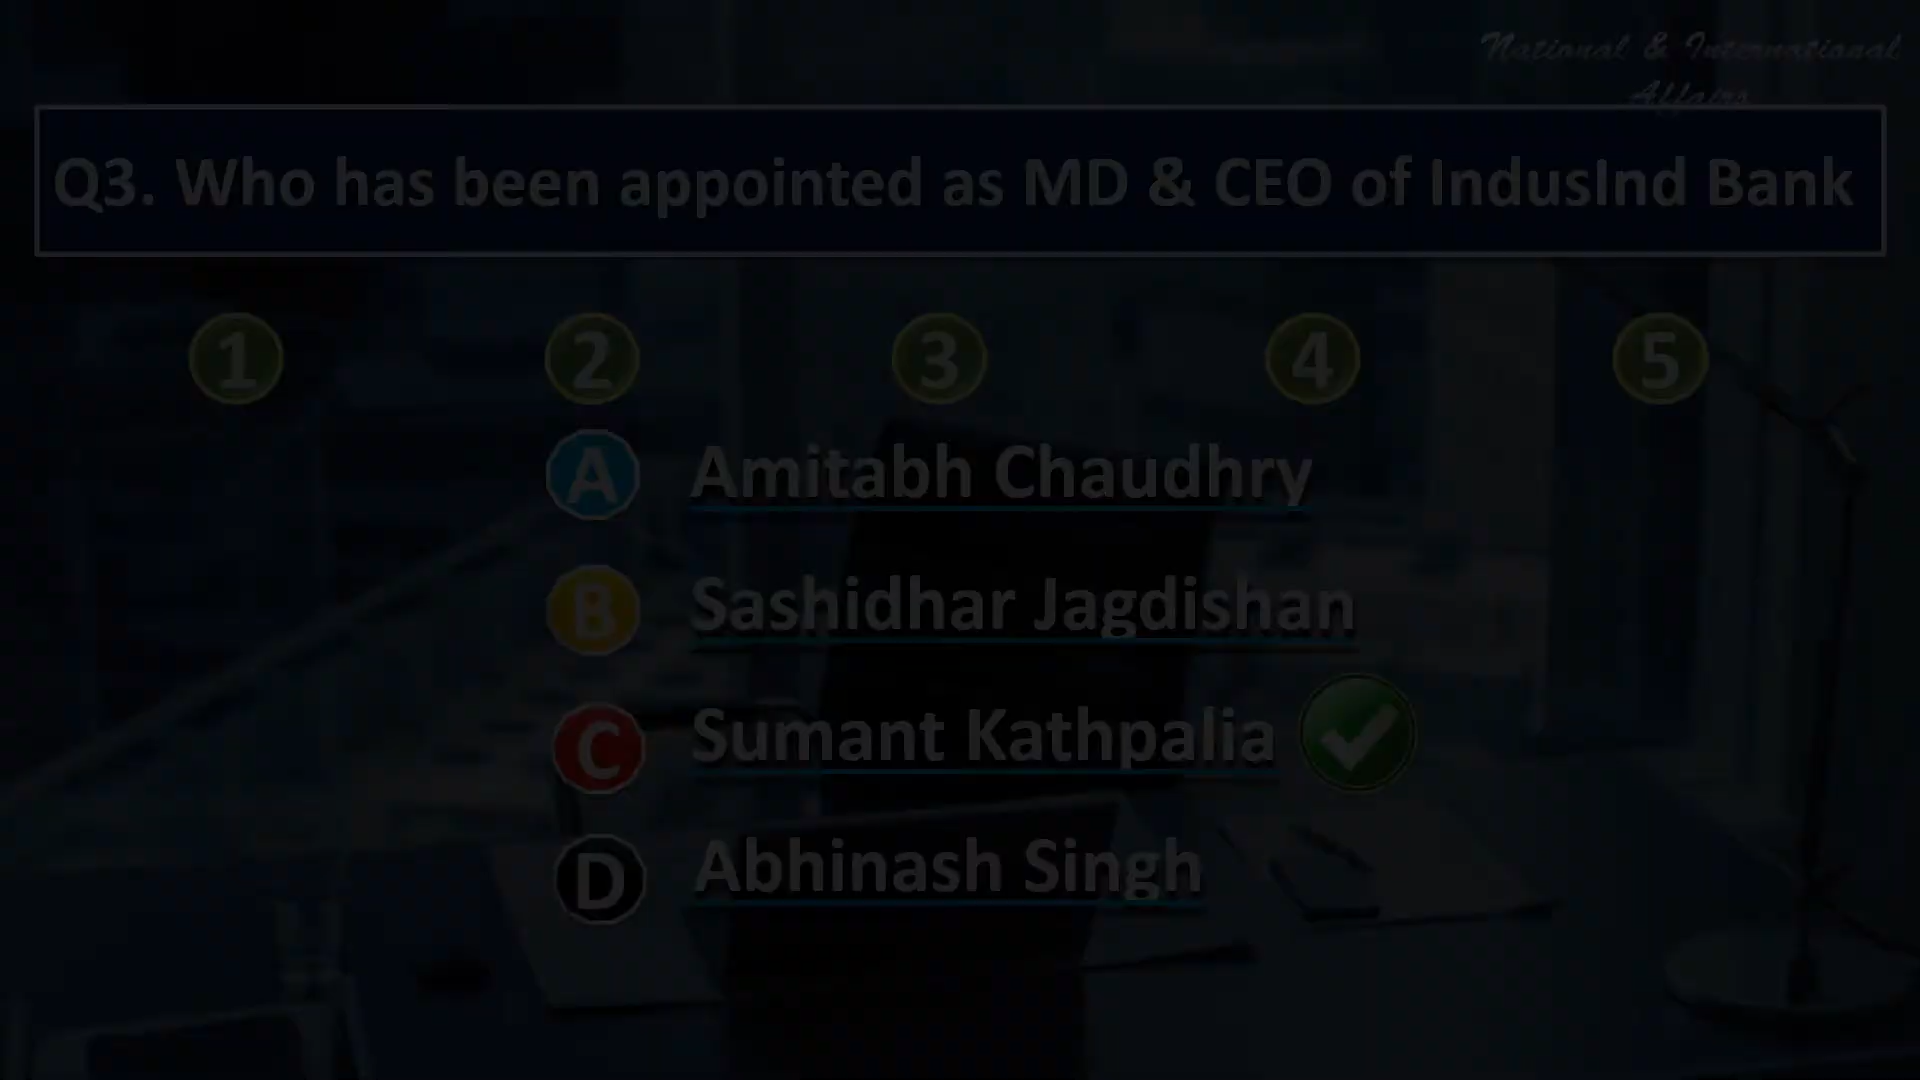 National & International
Affairs
Q3. Who has been appointed as MD & CEO of IndusInd Bank
1 2 3 4 5
A Amitabh Chaudhry
B Sashidhar Jagdishan
C Sumant Kathpalia
D Abhinash Singh